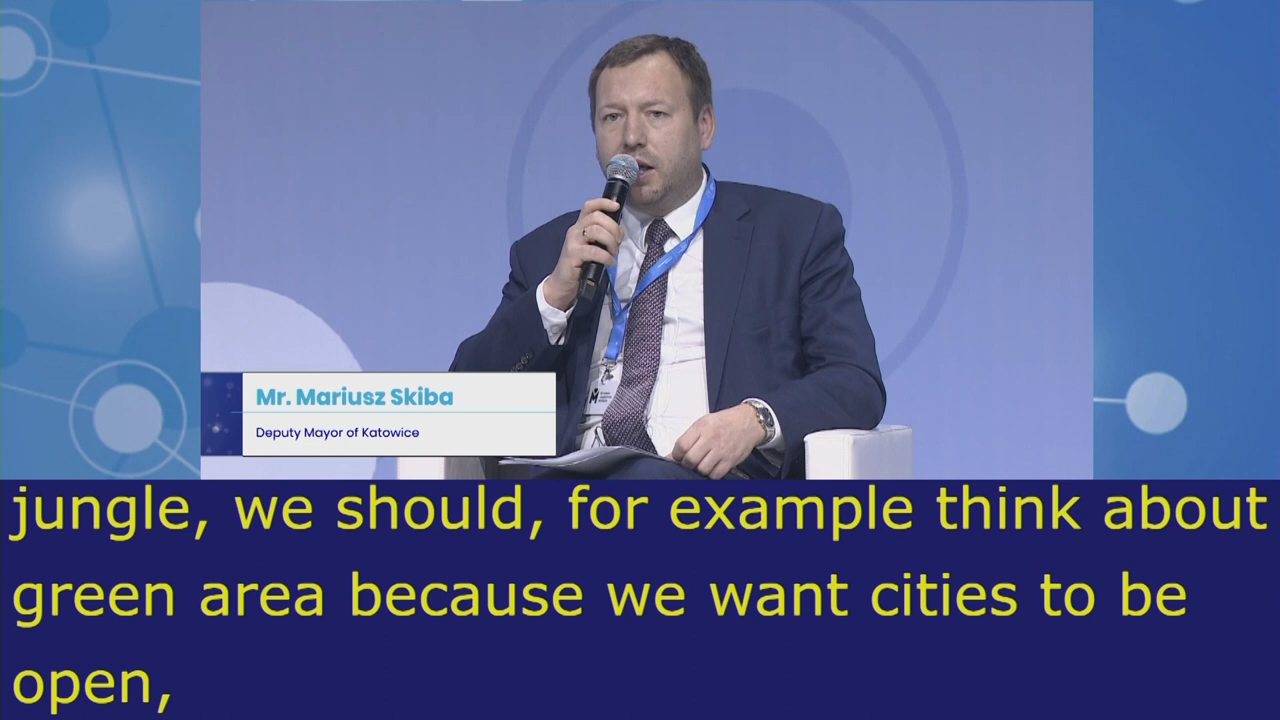 Mr. Mariusz Skiba
Deputy Mayor of Katowice
jungle, we should, for example think about
green area because we want cities to be
open,